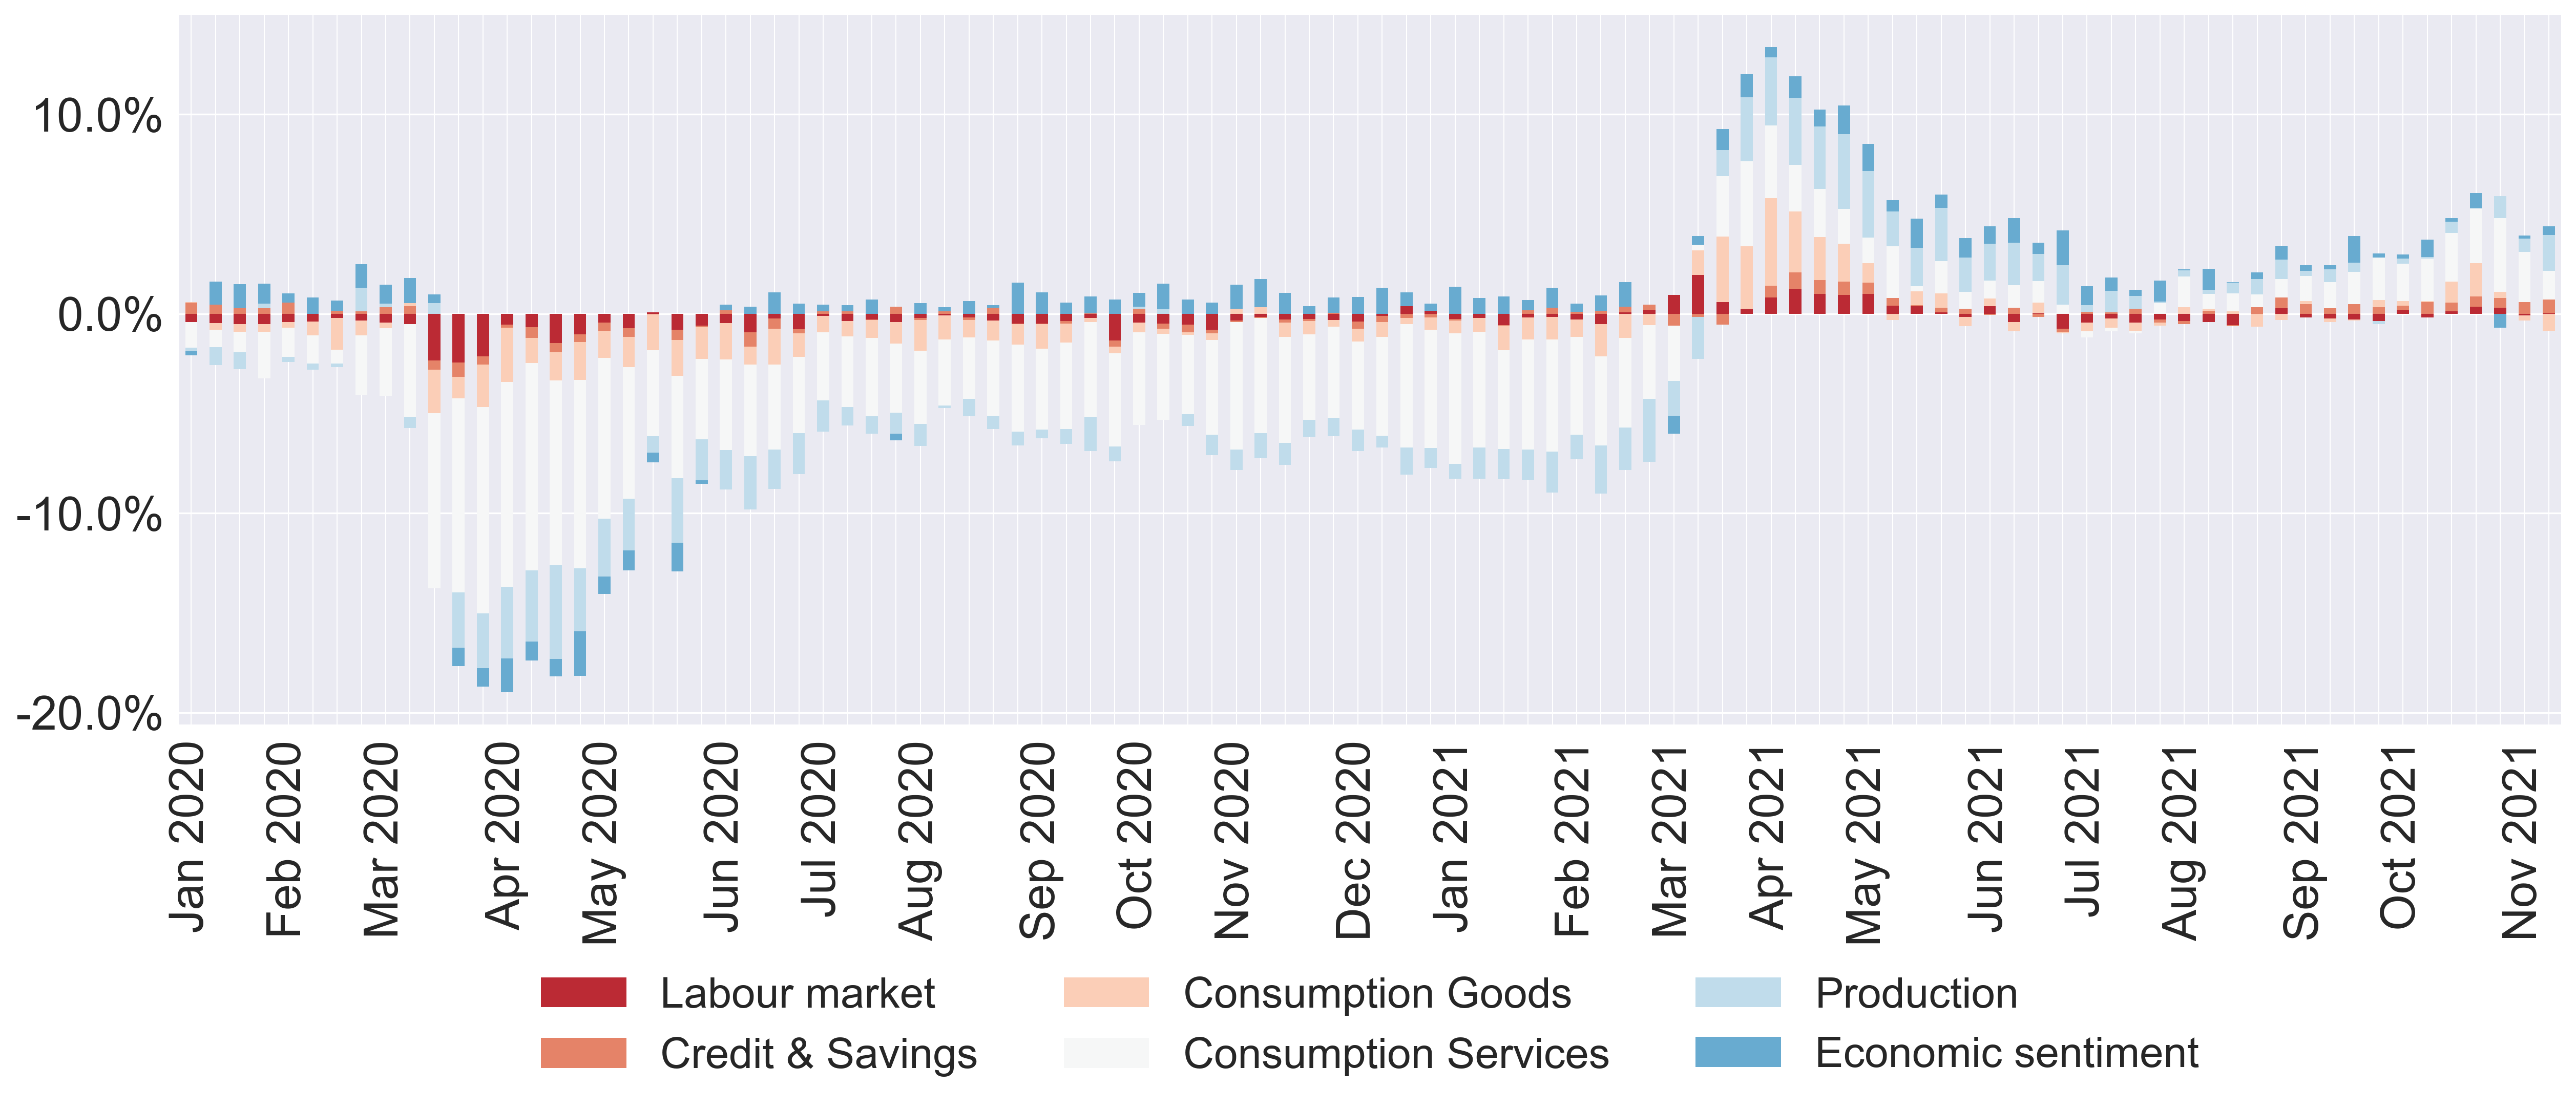 10.0%
0.0%
-10.0%
-20.0%
Jan 2020
Feb 2020
Mar 2020
Apr 2020
May 2020
Jun 2020
Jul 2020
Aug 2020
Sep 2020
Oct 2020
Nov 2020
Dec 2020
Jan 2021
Feb 2021
Mar 2021
Apr 2021
May 2021
Jun 2021
Jul 2021
Aug 2021
Sep 2021
Oct 2021
Nov 2021
Labour market
Consumption Goods
Production
Credit & Savings
Consumption Services
Economic sentiment